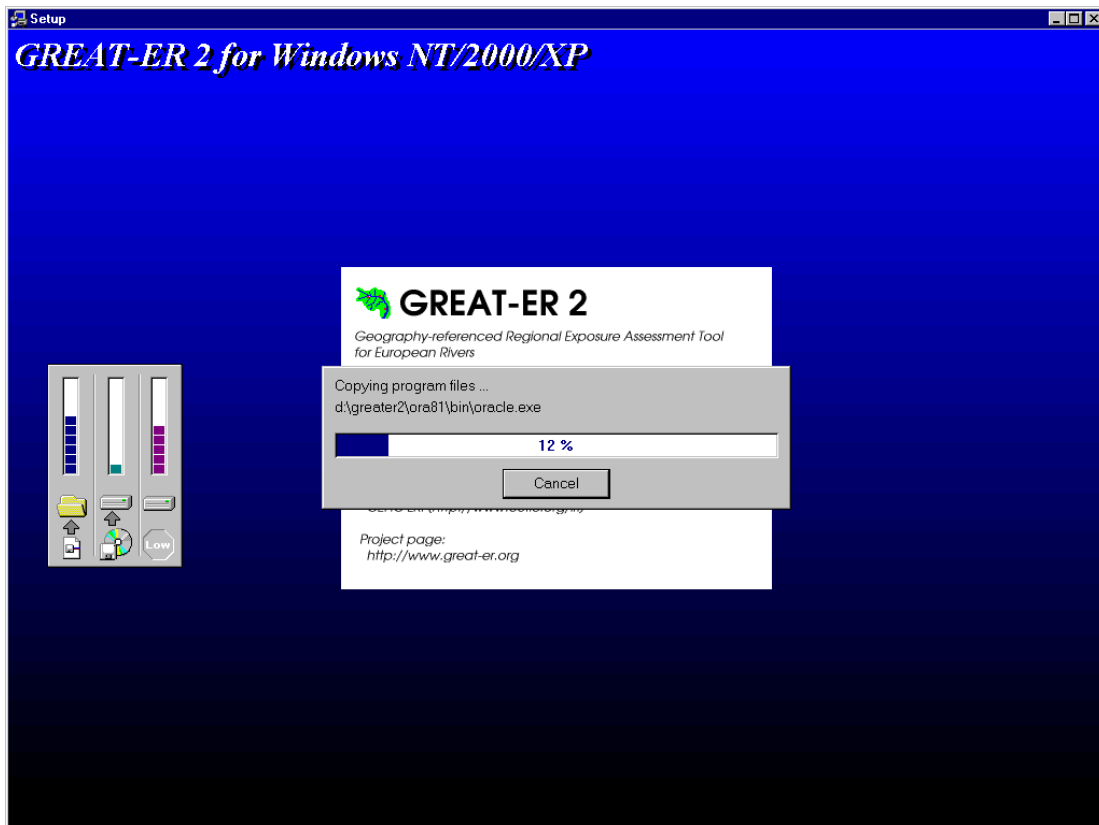 Setup
GREAT-ER 2 for Windows NT/2000/XP
GREAT-ER 2
Geography-referenced Regional Exposure Assessment Tool
for European Rivers
Copying program files ...
d:\greater2\ora81\bin\oracle.exe
12 %
Cancel
Low
Project page:
http://www.great-er.org